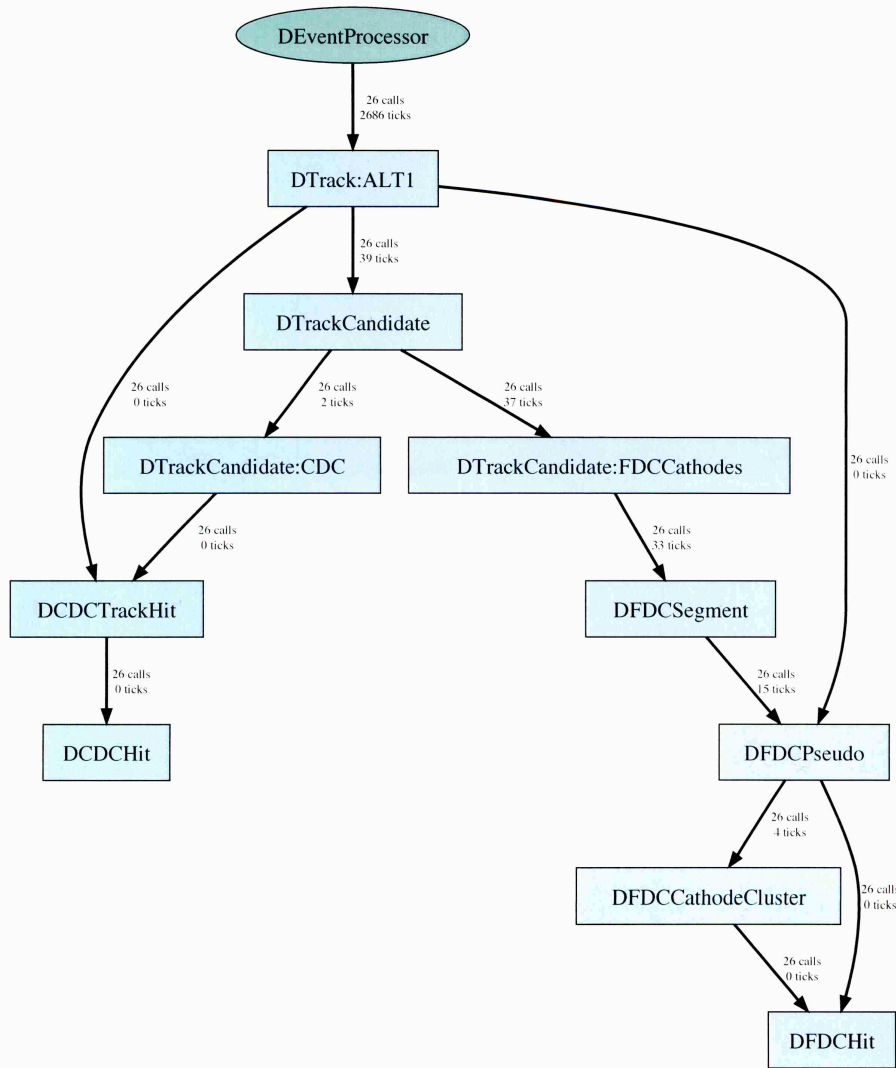 DEventProcessor
26 calls
2686 ticks
DTrack:ALT1
26 calls
39 ticks
DTrackCandidate
26 calls
0 ticks
26 calls
2 ticks
26 calls
37 ticks
DTrackCandidate:CDC
DTrackCandidate:FDCCathodes
26 calls
0 ticks
26 calls
0 ticks
26 calls
33 ticks
DCDCTrackHit
DFDCSegment
26 calls
0 ticks
26 calls
15 ticks
DCDCHit
DFDCPseudo
26 calls
4 ticks
DFDCCathodeCluster
26 calls
0 ticks
26 calls
0 ticks
DFDCHit